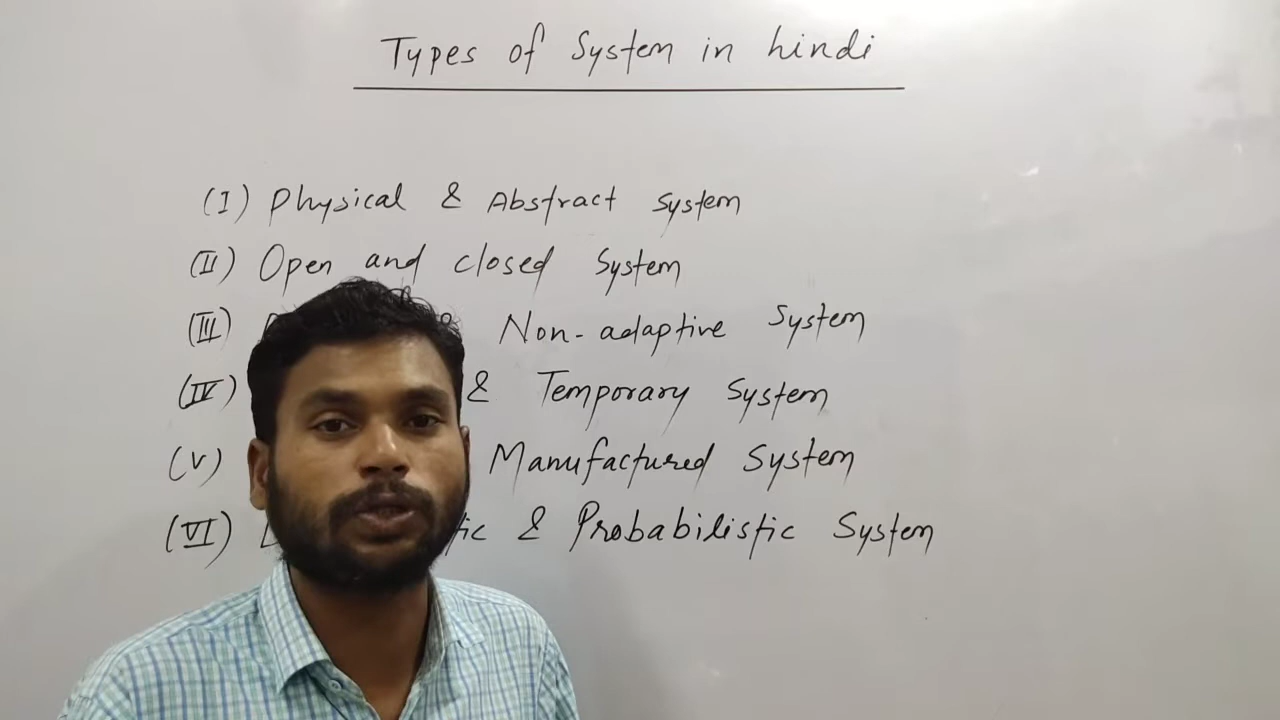 Types of System in hindi
(I) Physical & Abstract System
(II) Open and closed System
(III) & Non-adaptive System
(IV) & Temporary System
(V) Manufactured System
(VI) & Probabilistic System